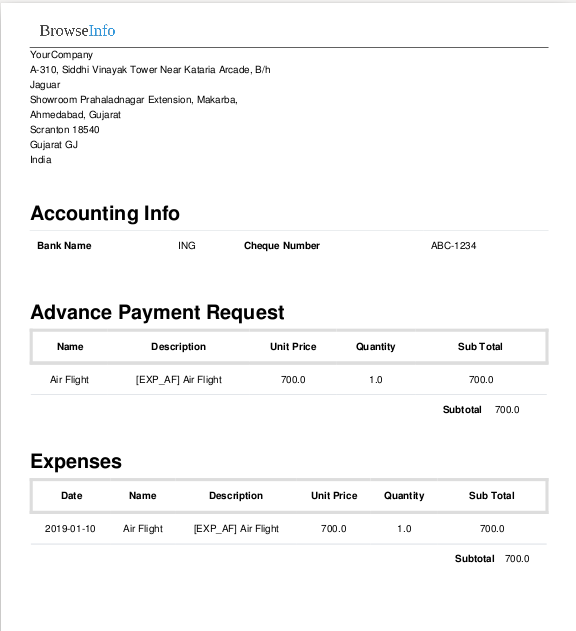 BrowseInfo
YourCompany
A-310, Siddhi Vinayak Tower Near Kataria Arcade, B/h
Jaguar
Showroom Prahaladnagar Extension, Makarba,
Ahmedabad, Gujarat
Scranton 18540
Gujarat GJ
India
Accounting Info
Bank Name ING Cheque Number ABC-1234
Advance Payment Request
Name Description Unit Price Quantity Sub Total
Air Flight [EXP_AF] Air Flight 700.0 1.0 700.0
Subtotal 700.0
Expenses
Date Name Description Unit Price Quantity Sub Total
2019-01-10 Air Flight [EXP_AF] Air Flight 700.0 1.0 700.0
Subtotal 700.0